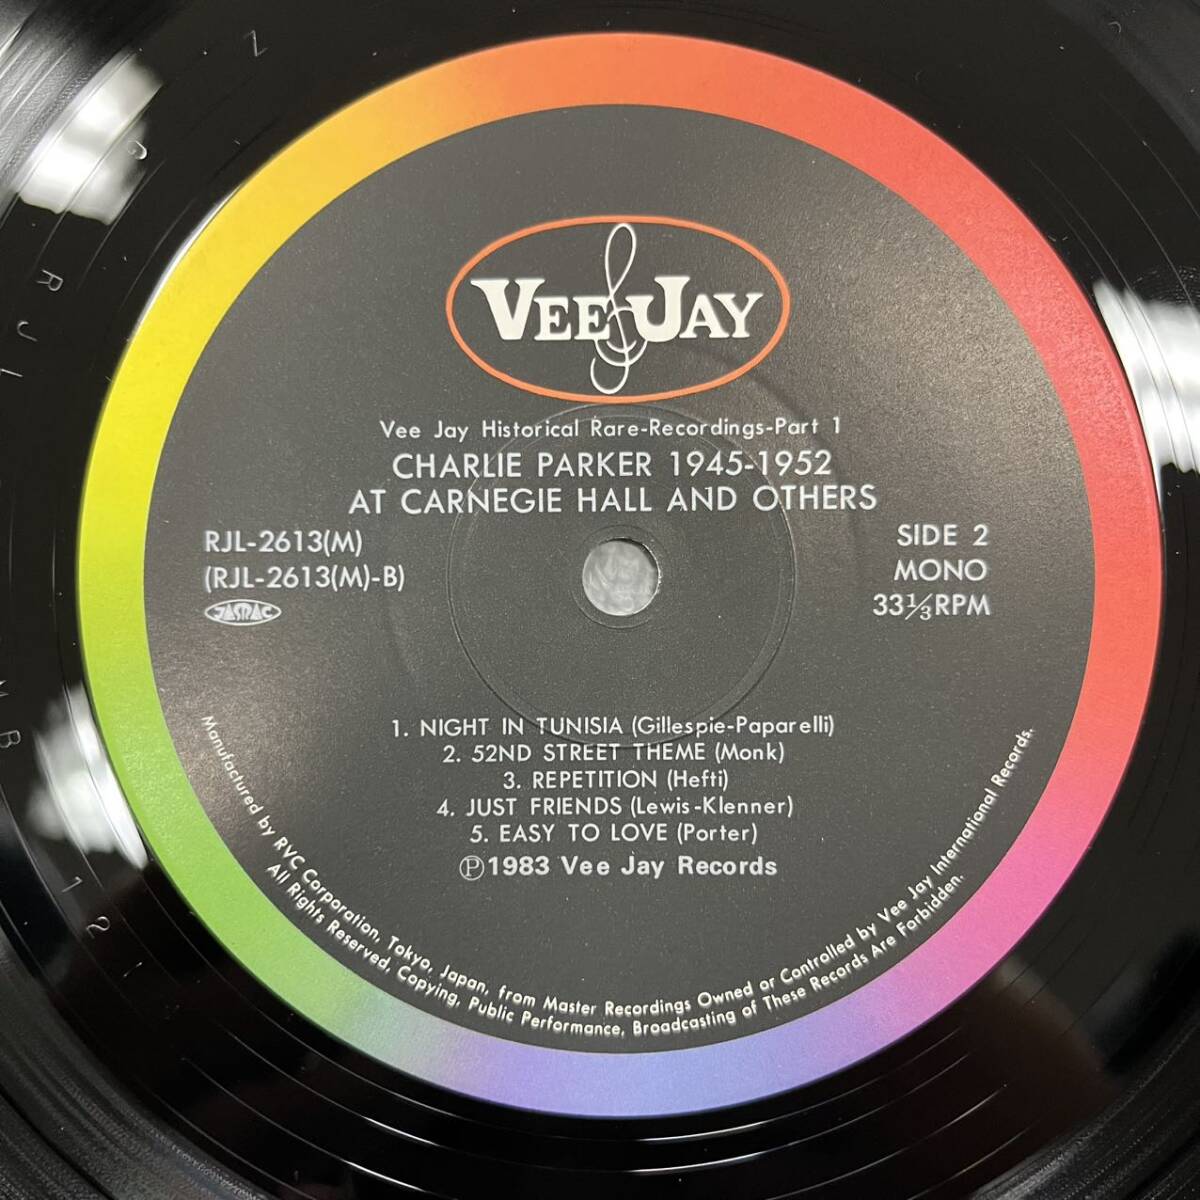 VEE JAY
Vee Jay Historical Rare-Recordings-Part 1
CHARLIE PARKER 1945-1952
AT CARNEGIE HALL AND OTHERS
RJL-2613(M)
(RJL-2613(M)-B)
JASRAC
SIDE 2
MONO
33⅓RPM
1. NIGHT IN TUNISIA (Gillespie-Paparelli)
2. 52ND STREET THEME (Monk)
3. REPETITION (Hefti)
4. JUST FRIENDS (Lewis-Klenner)
5. EASY TO LOVE (Porter)
Ⓟ1983 Vee Jay Records
Manufactured by RVC Corporation, Tokyo, Japan, from Master Recordings Owned or Controlled by Vee Jay International Records.
All Rights Reserved, Copying, Public Performance, Broadcasting of These Records Are Forbidden.